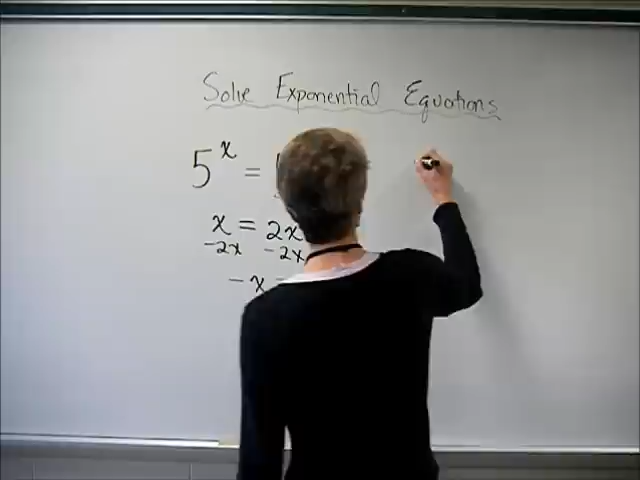 Solve Exponential Equations
5^x =
x = 2x
-2x -2x
-x